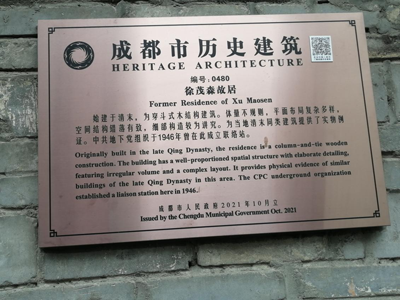 成都市历史建筑
HERITAGE ARCHITECTURE
编号:0480
徐茂森故居
Former Residence of Xu Maosen
始建于清末，为穿斗式木结构建筑。体量不规则，平面布局复杂多样，
空间结构错落有致，细部构造较为讲究。为当地清末同类建筑提供了实物例
证。中共地下党组织于1946年曾在此成立联络站。
Originally built in the late Qing Dynasty, the residence is a column-and-tie wooden
construction. The building has a well-proportioned spatial structure with elaborate detailing,
featuring irregular volume and a complex layout. It provides physical evidence of similar
buildings of the late Qing Dynasty in this area. The CPC underground organization
established a liaison station here in 1946.
成都市人民政府2021年10月立
Issued by the Chengdu Municipal Government Oct. 2021